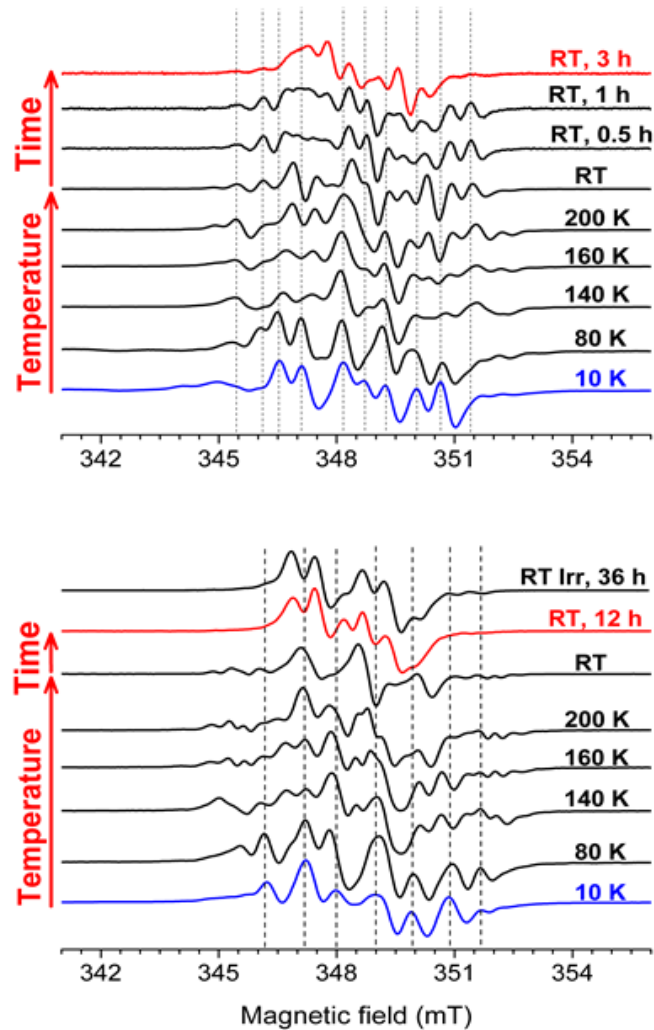 Time
Temperature
RT, 3 h
RT, 1 h
RT, 0.5 h
RT
200 K
160 K
140 K
80 K
10 K
342 345 348 351 354
Time
Temperature
RT Irr, 36 h
RT, 12 h
RT
200 K
160 K
140 K
80 K
10 K
342 345 348 351 354
Magnetic field (mT)